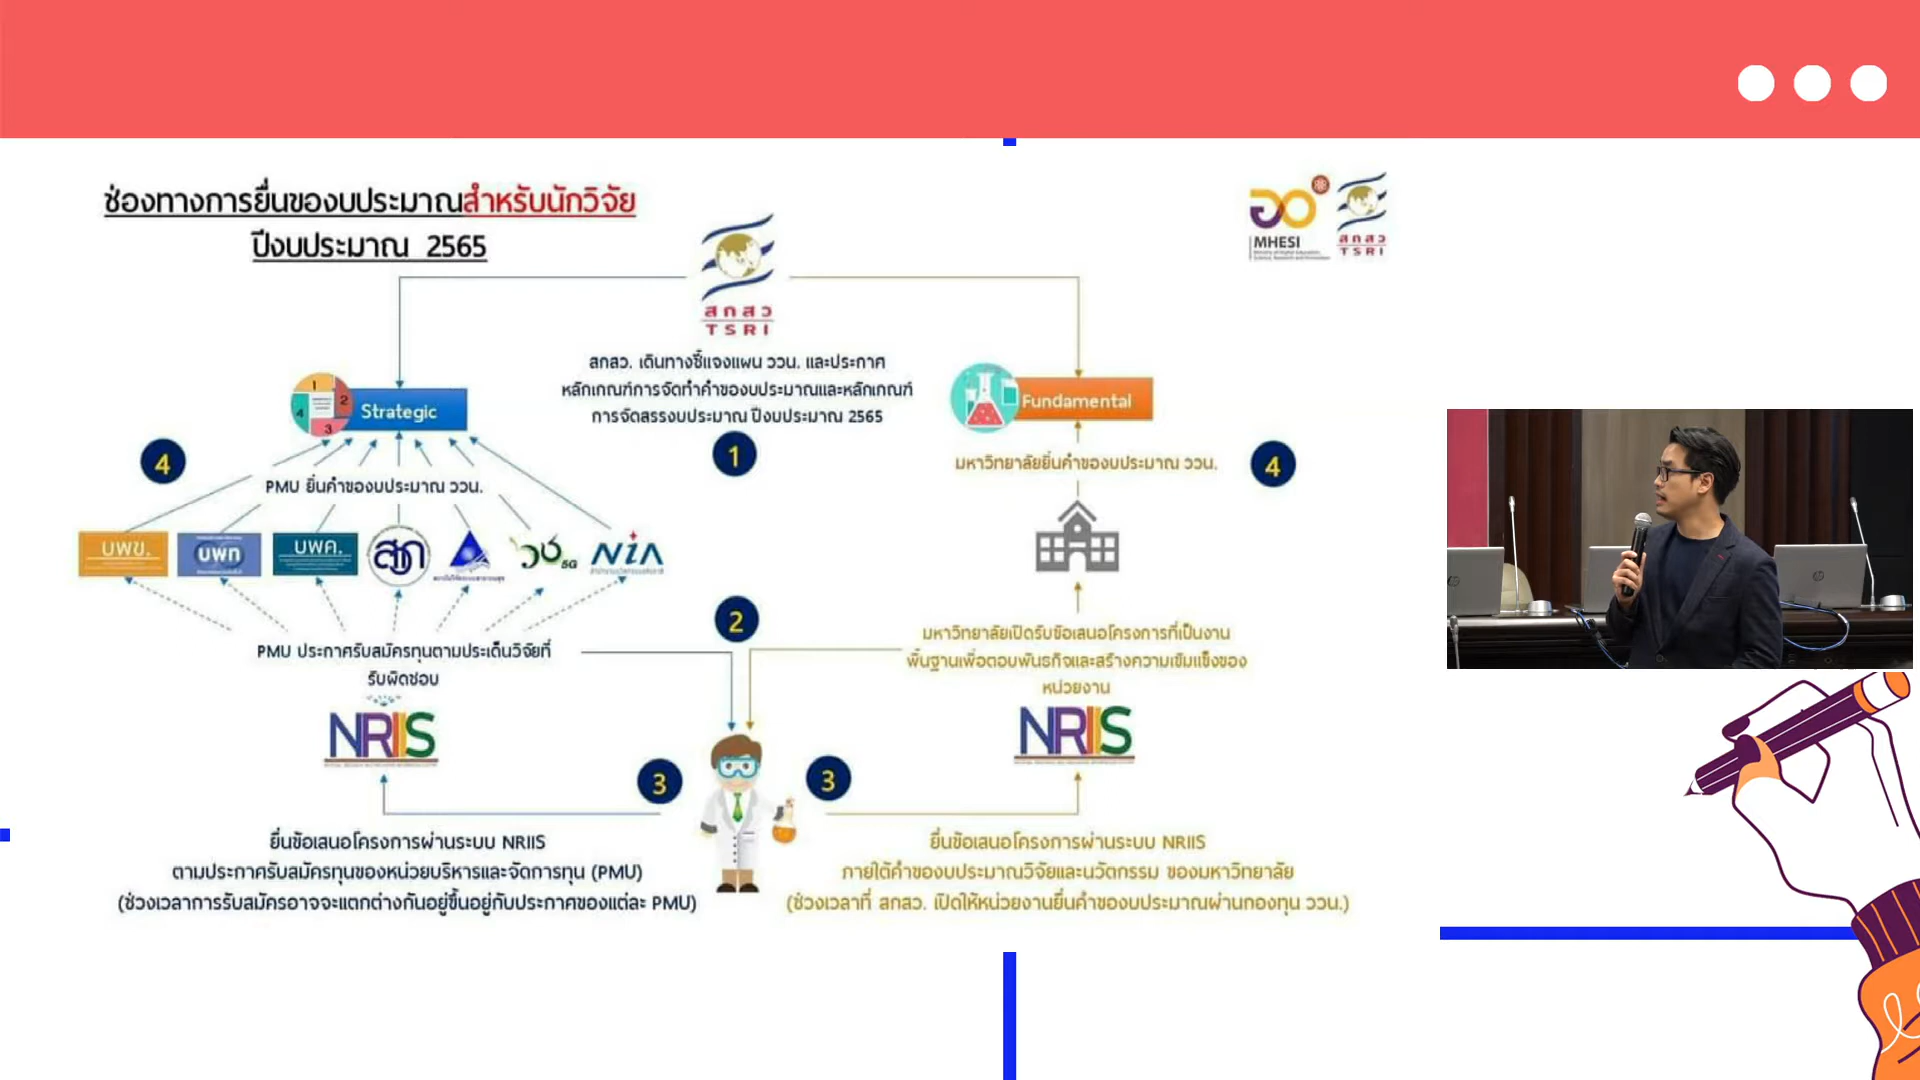 ช่องทางการยื่นของบประมาณสำหรับนักวิจัย
ปีงบประมาณ 2565
สกสว
TSRI
MHESI
สกสว
TSRI
สกสว. เดินทางชี้แจงแผน ววน. และประกาศ
หลักเกณฑ์การจัดทำคำของบประมาณและหลักเกณฑ์
การจัดสรรงบประมาณ ปีงบประมาณ 2565
1
1
2
3
4
Strategic
Fundamental
4
PMU ยื่นคำของบประมาณ ววน.
มหาวิทยาลัยยื่นคำของบประมาณ ววน.
4
บพข.
บพท
บพค.
สวก
วช
5G
NIA
2
PMU ประกาศรับสมัครทุนตามประเด็นวิจัยที่
รับผิดชอบ
มหาวิทยาลัยเปิดรับข้อเสนอโครงการที่เป็นงาน
พื้นฐานเพื่อตอบพันธกิจและสร้างความเข้มแข็งของ
หน่วยงาน
NRIIS
NRIIS
3
3
ยื่นข้อเสนอโครงการผ่านระบบ NRIIS
ตามประกาศรับสมัครทุนของหน่วยบริหารและจัดการทุน (PMU)
(ช่วงเวลาการรับสมัครอาจจะแตกต่างกันอยู่ขึ้นอยู่กับประกาศของแต่ละ PMU)
ยื่นข้อเสนอโครงการผ่านระบบ NRIIS
ภายใต้คำของบประมาณวิจัยและนวัตกรรม ของมหาวิทยาลัย
(ช่วงเวลาที่ สกสว. เปิดให้หน่วยงานยื่นคำของบประมาณผ่านกองทุน ววน.)